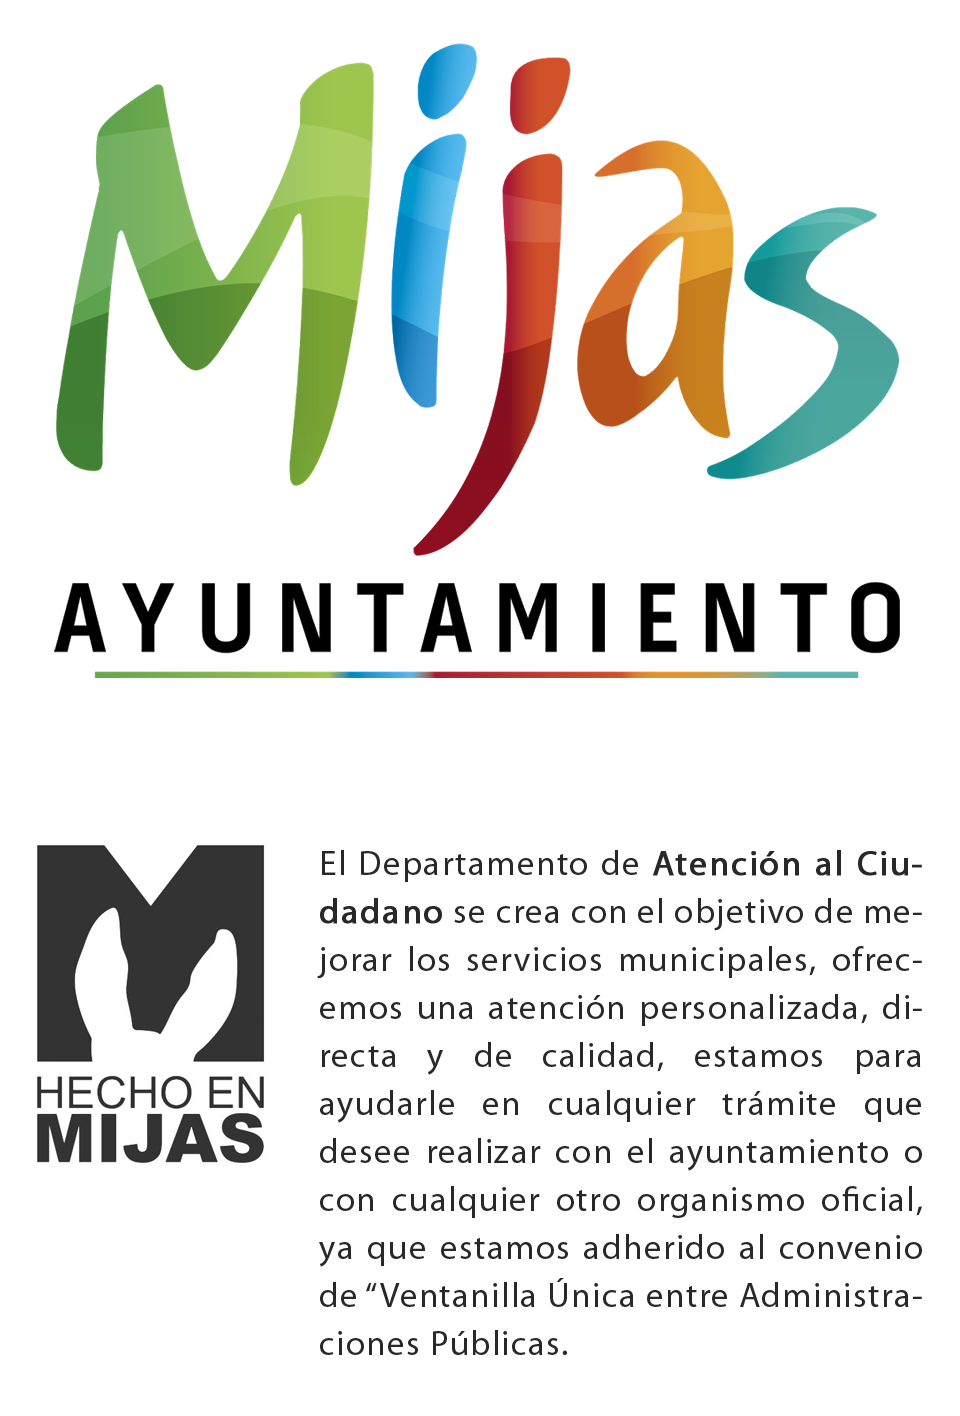 Mijas
AYUNTAMIENTO
HECHO EN
MIJAS
El Departamento de Atención al Ciu-
dadano se crea con el objetivo de me-
jorar los servicios municipales, ofrec-
emos una atención personalizada, di-
recta y de calidad, estamos para
ayudarle en cualquier trámite que
desee realizar con el ayuntamiento o
con cualquier otro organismo oficial,
ya que estamos adherido al convenio
de “Ventanilla Única entre Administra-
ciones Públicas.